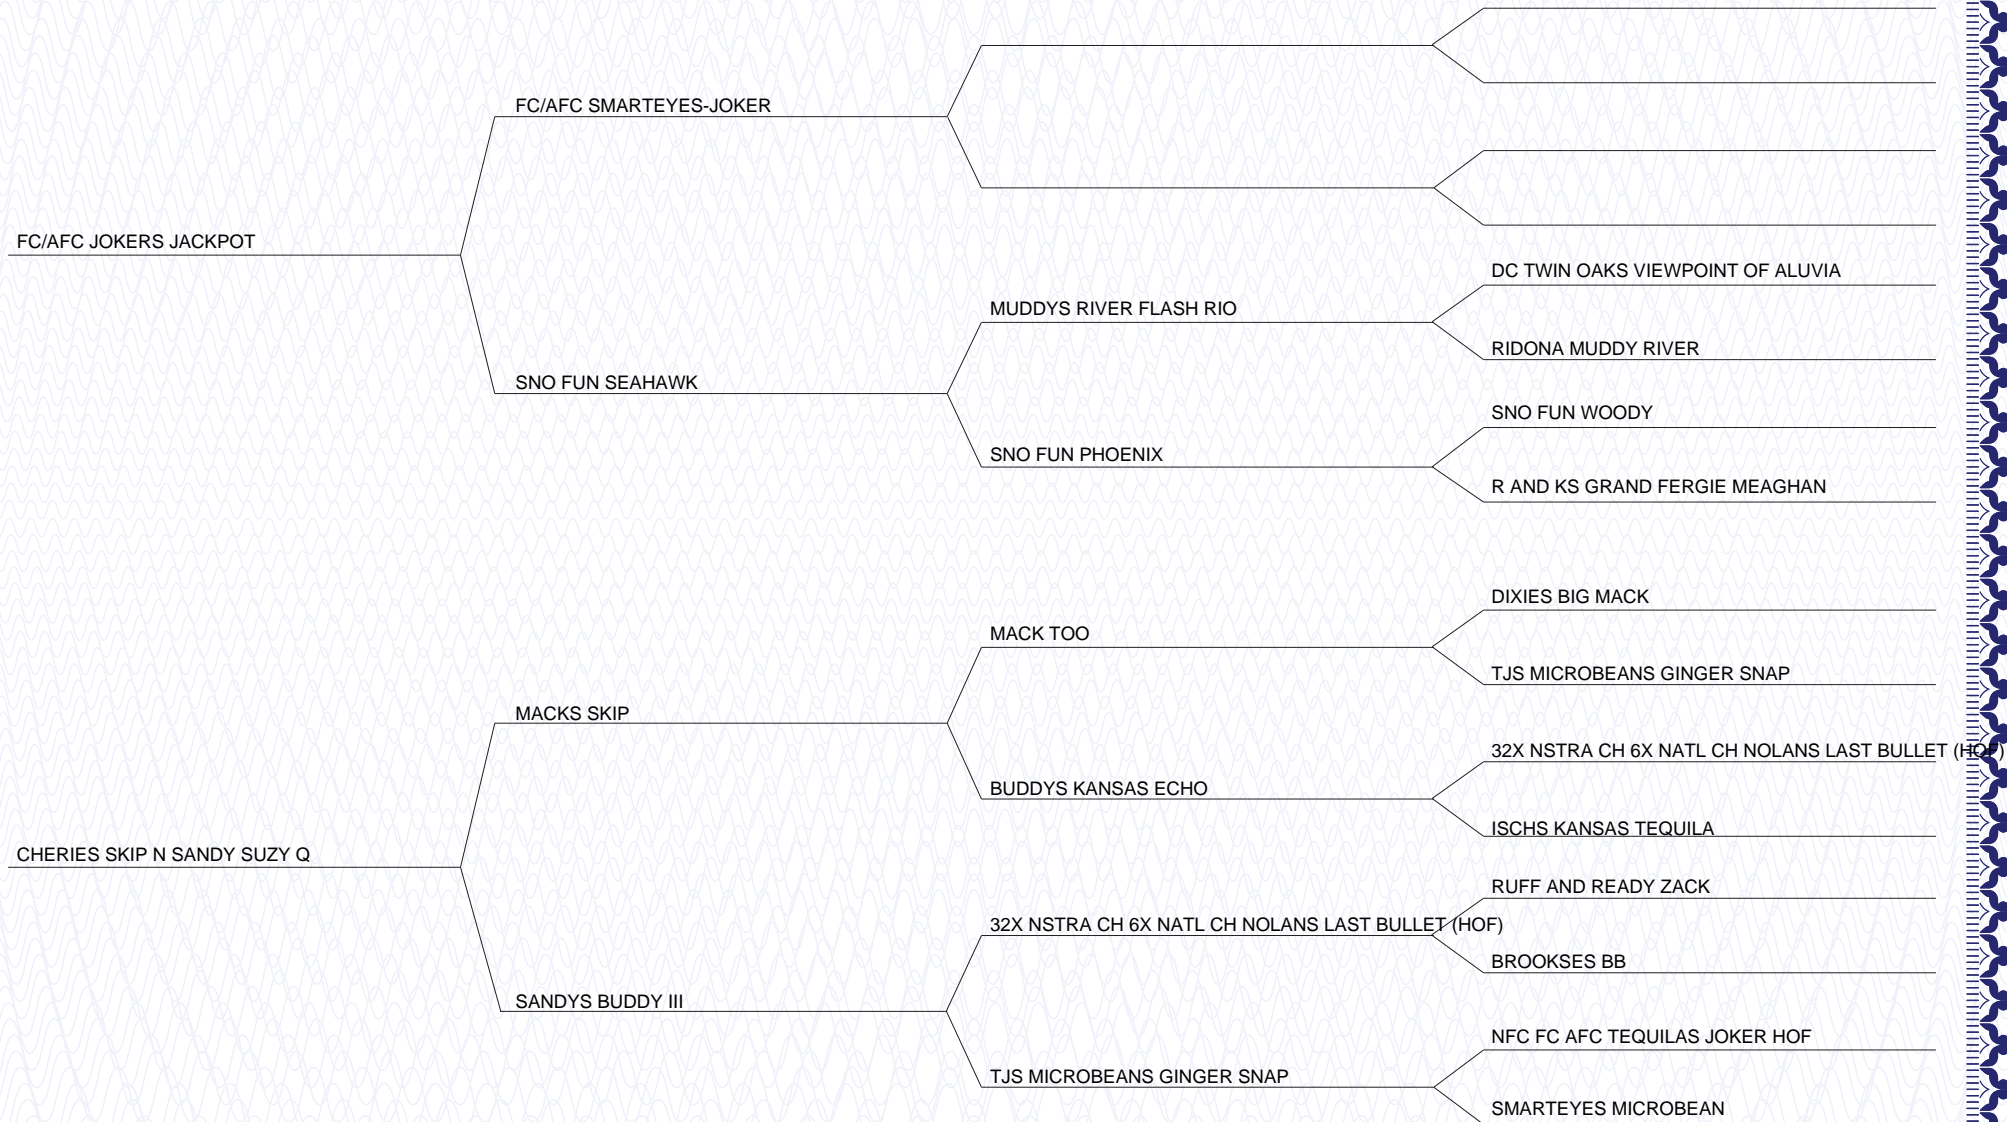 FC/AFC SMARTEYES-JOKER
FC/AFC JOKERS JACKPOT
DC TWIN OAKS VIEWPOINT OF ALUVIA
MUDDYS RIVER FLASH RIO
RIDONA MUDDY RIVER
SNO FUN SEAHAWK
SNO FUN WOODY
SNO FUN PHOENIX
R AND KS GRAND FERGIE MEAGHAN
DIXIES BIG MACK
MACK TOO
TJS MICROBEANS GINGER SNAP
MACKS SKIP
32X NSTRA CH 6X NATL CH NOLANS LAST BULLET (HOF)
BUDDYS KANSAS ECHO
ISCHS KANSAS TEQUILA
CHERIES SKIP N SANDY SUZY Q
RUFF AND READY ZACK
32X NSTRA CH 6X NATL CH NOLANS LAST BULLET (HOF)
BROOKSES BB
SANDYS BUDDY III
NFC FC AFC TEQUILAS JOKER HOF
TJS MICROBEANS GINGER SNAP
SMARTEYES MICROBEAN